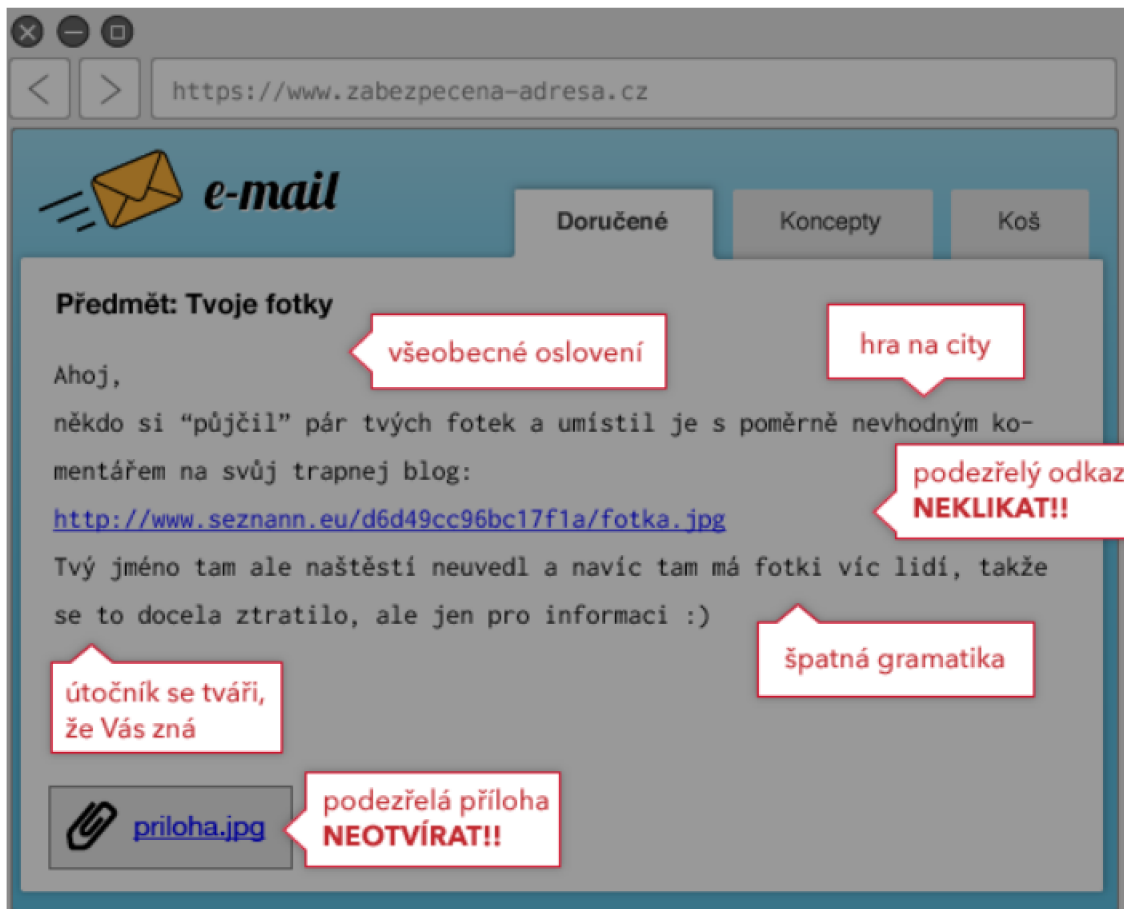 https://www.zabezpecena-adresa.cz
e-mail
Doručené
Koncepty
Koš
Předmět: Tvoje fotky
všeobecné oslovení
hra na city
Ahoj,
někdo si “půjčil” pár tvých fotek a umístil je s poměrně nevhodným ko-
mentářem na svůj trapnej blog:
podezřelý odkaz
NEKLIKAT!!
http://www.seznann.eu/d6d49cc96bc17f1a/fotka.jpg
Tvý jméno tam ale naštěstí neuvedl a navíc tam má fotki víc lidí, takže
se to docela ztratilo, ale jen pro informaci :)
špatná gramatika
útočník se tváři,
že Vás zná
priloha.jpg
podezřelá příloha
NEOTVÍRAT!!